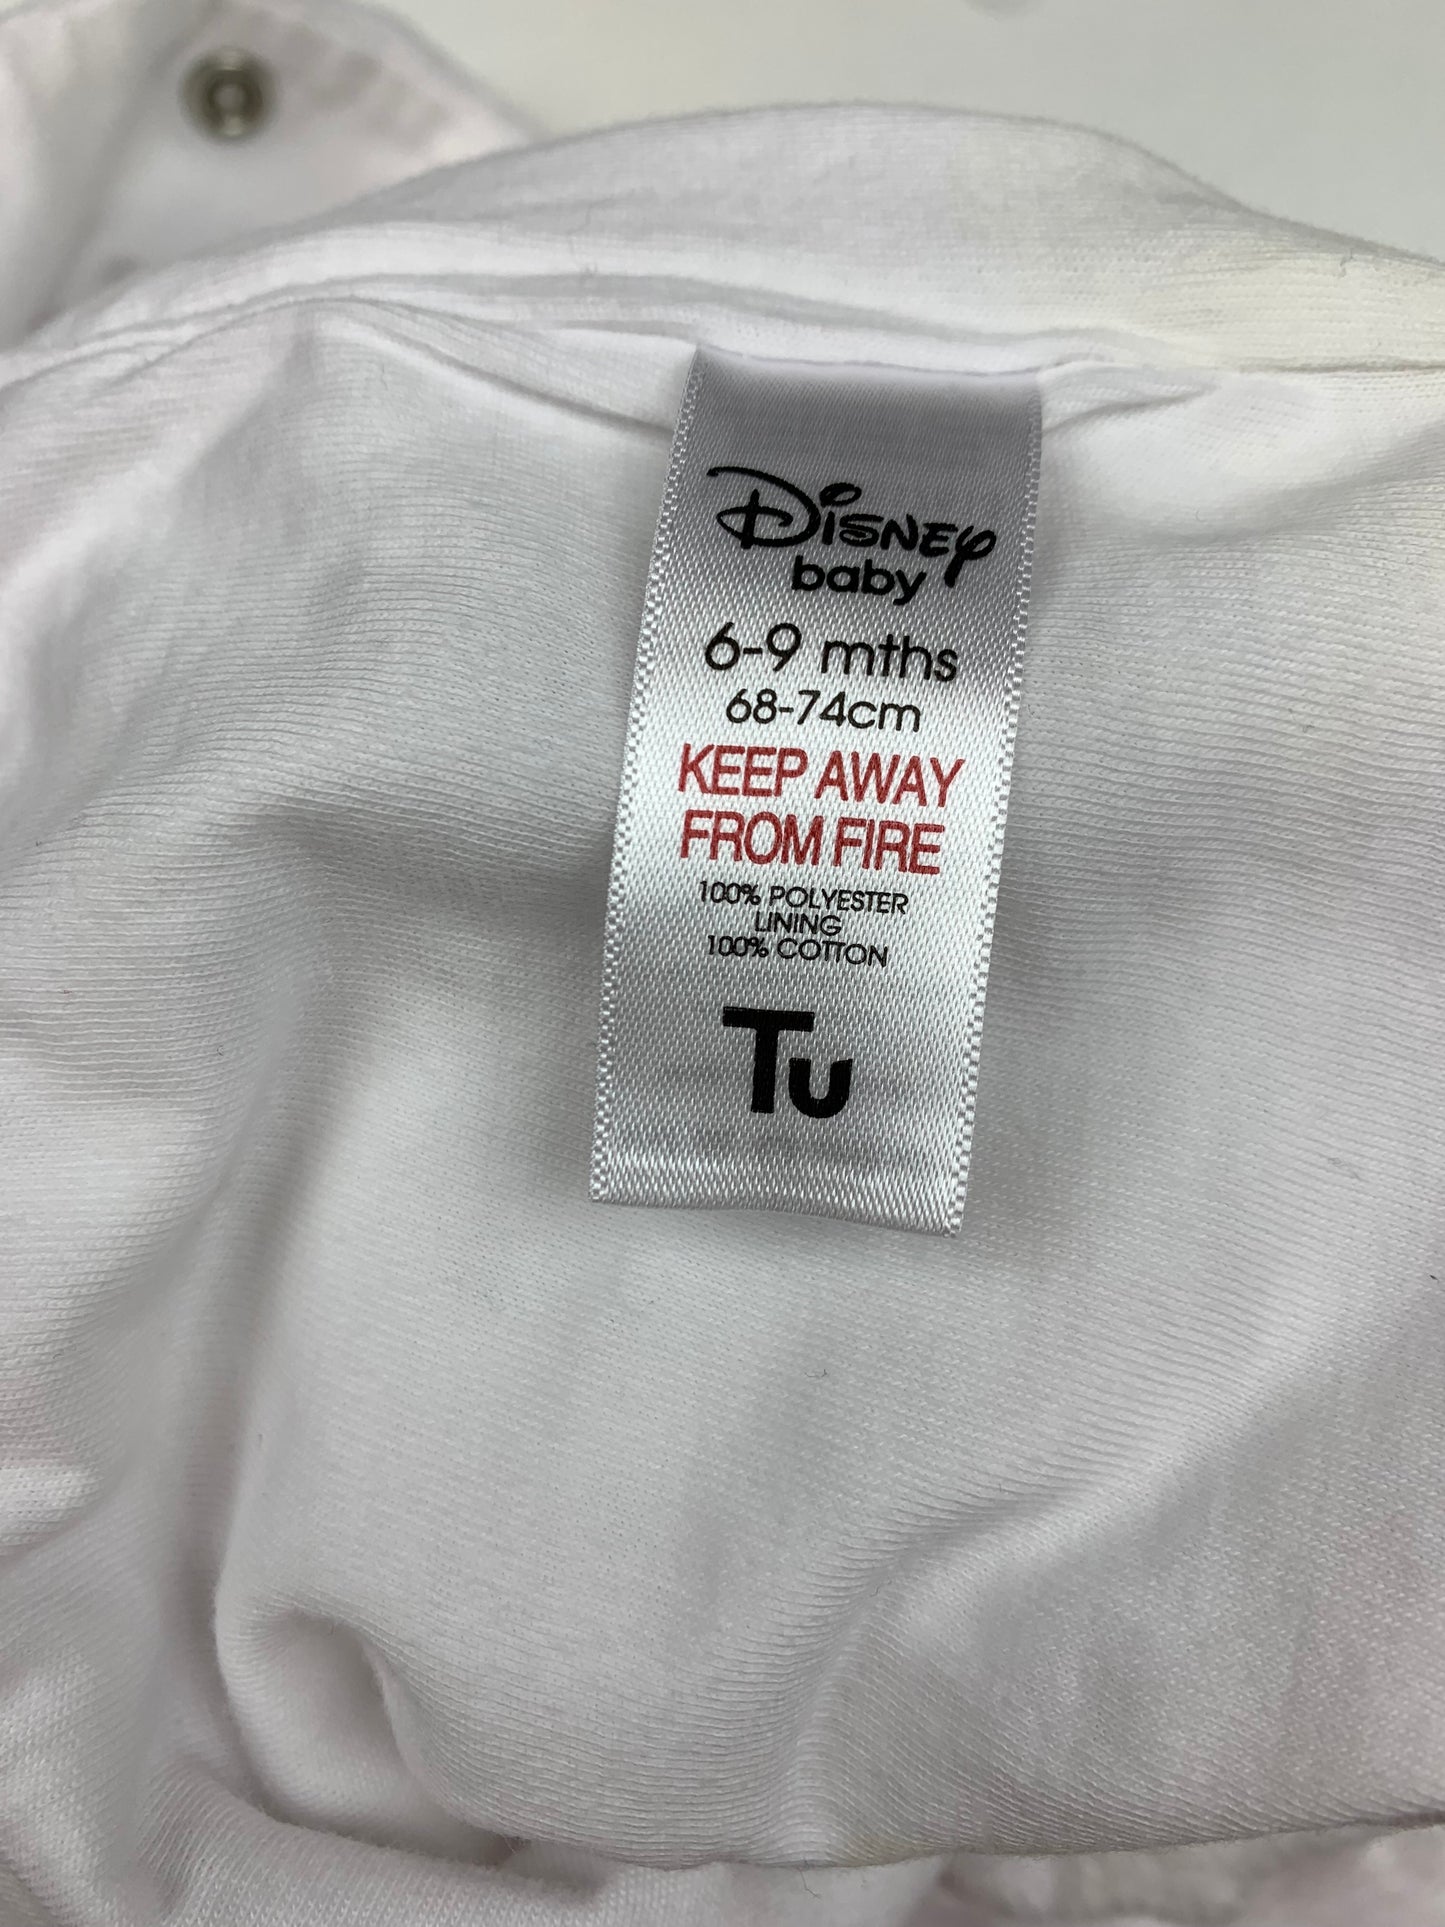 Disney
baby
6-9 mths
68-74cm
KEEP AWAY
FROM FIRE
100% POLYESTER
LINING
100% COTTON
Tu